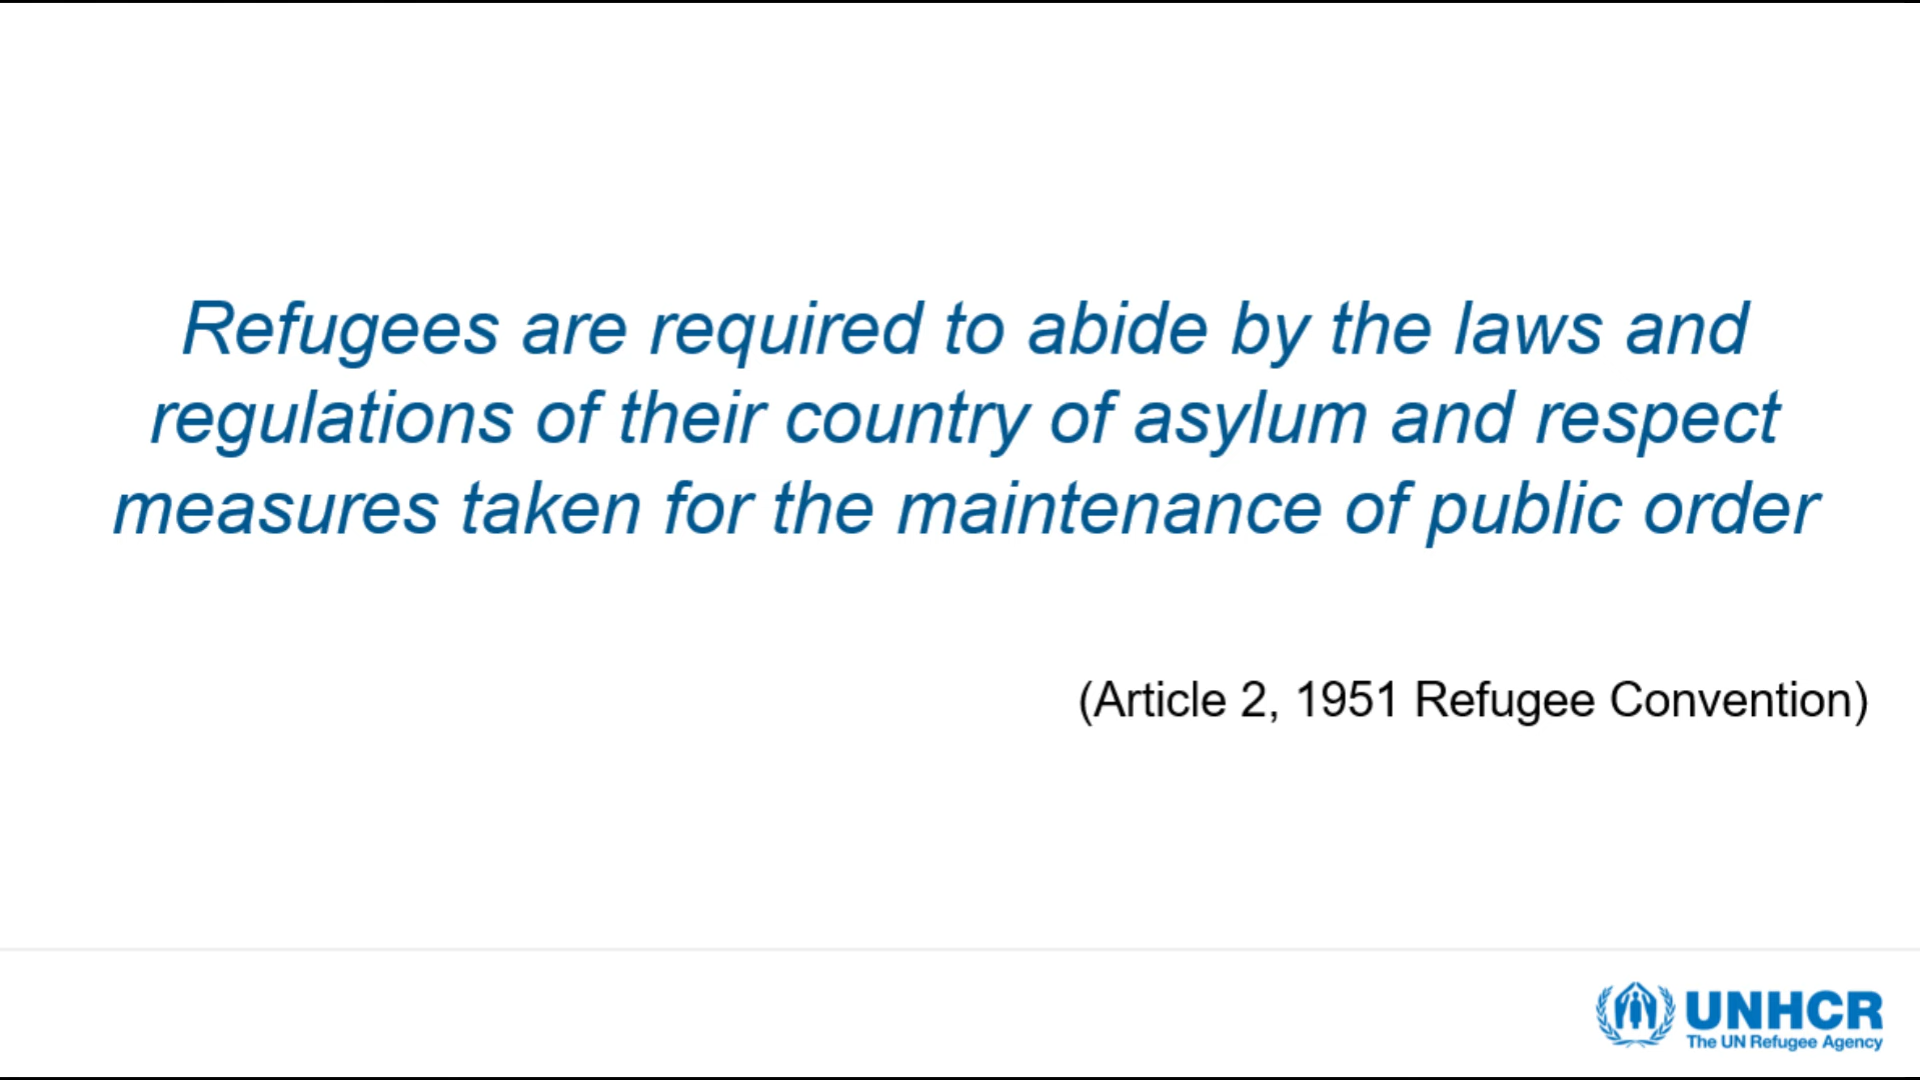 Refugees are required to abide by the laws and
regulations of their country of asylum and respect
measures taken for the maintenance of public order
(Article 2, 1951 Refugee Convention)
UNHCR
The UN Refugee Agency